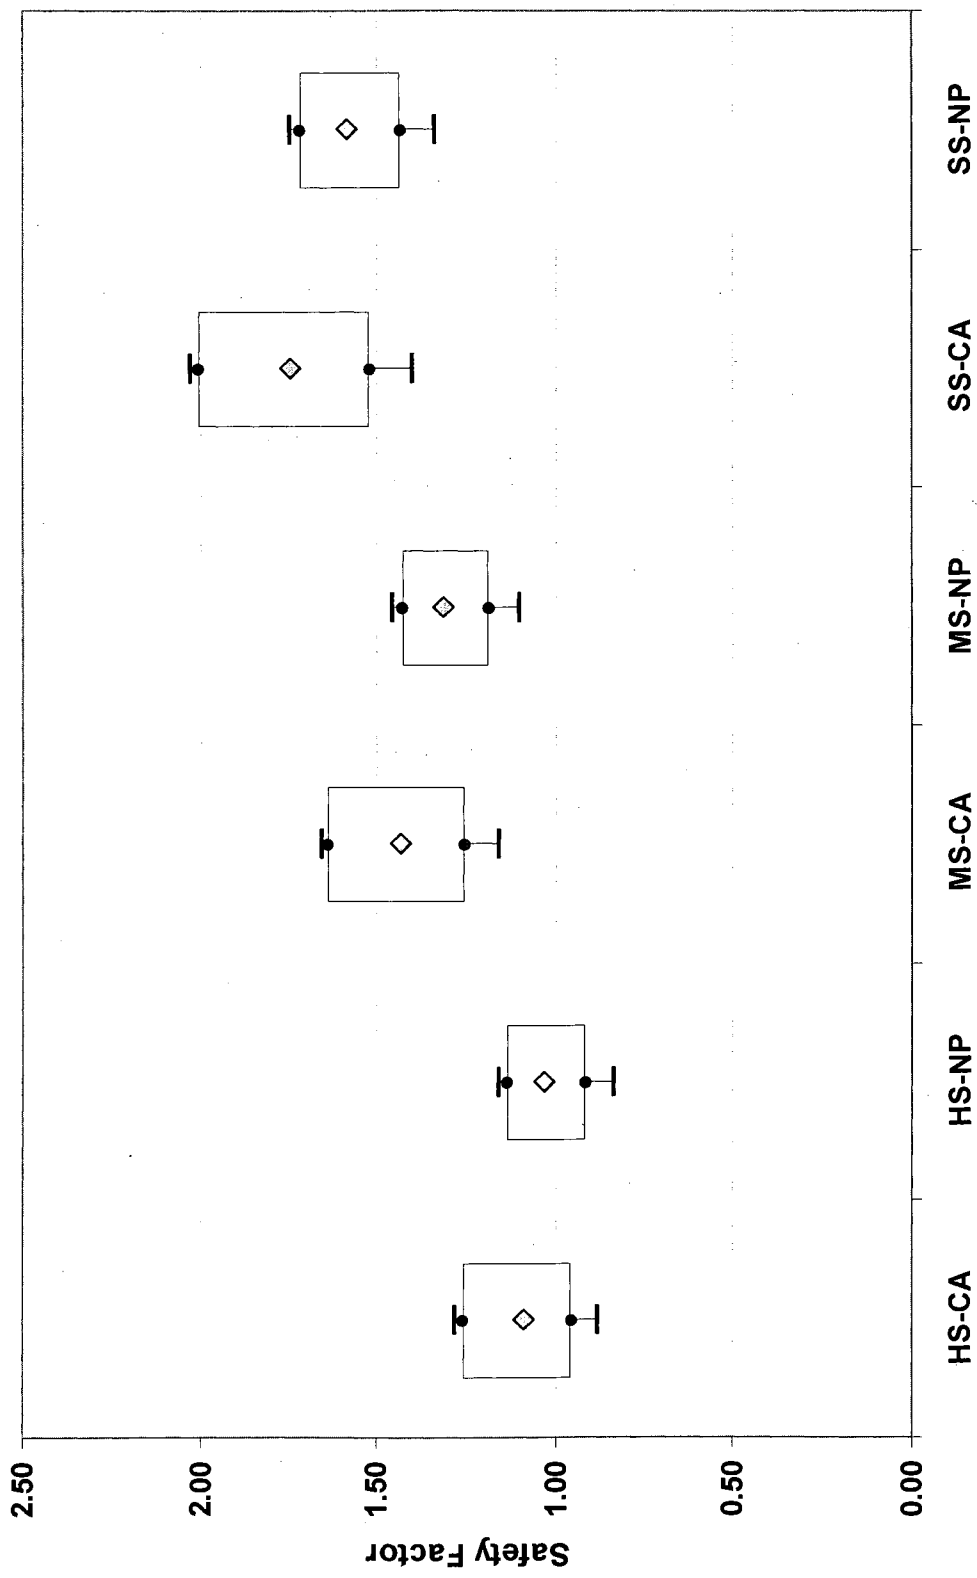 Safety Factor
2.50
2.00
1.50
1.00
0.50
0.00
HS-CA
HS-NP
MS-CA
MS-NP
SS-CA
SS-NP